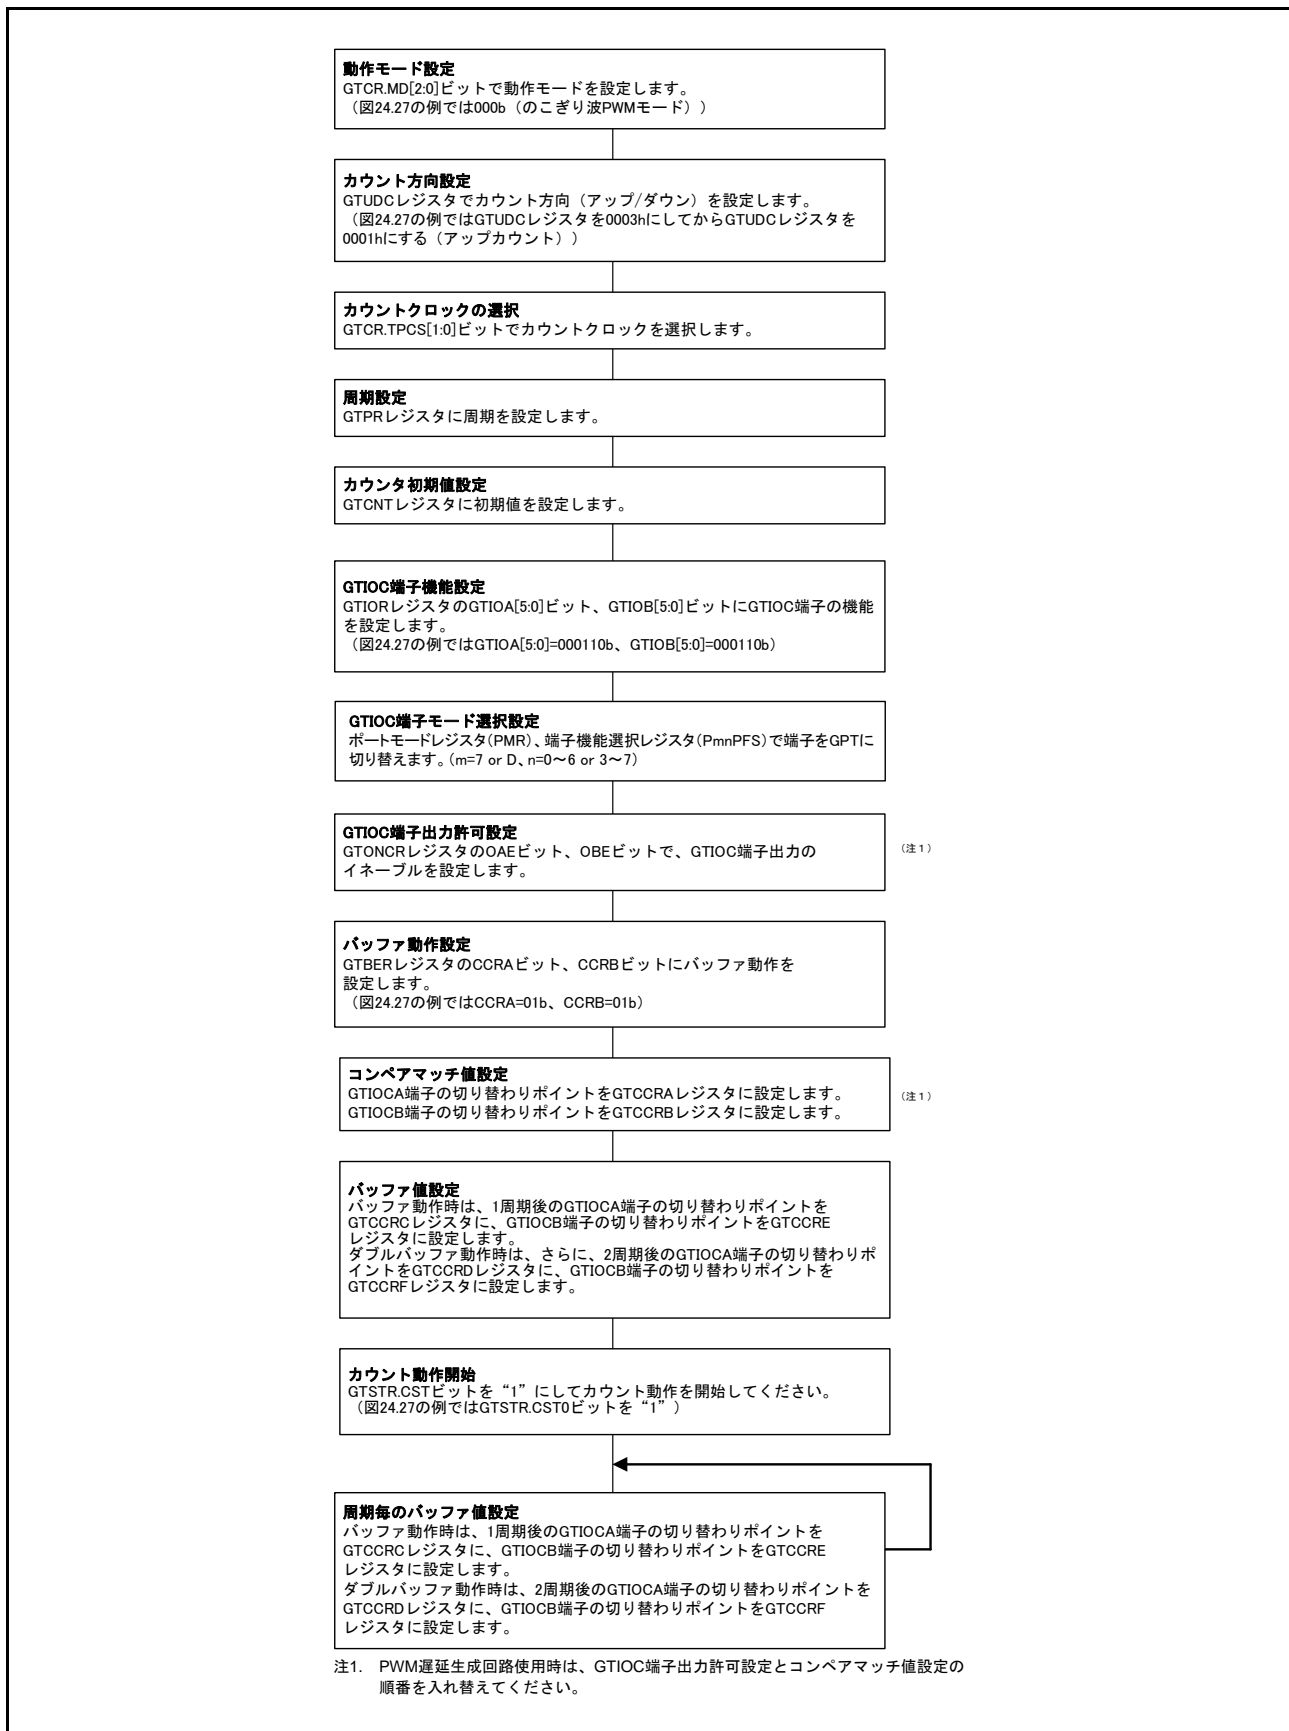 動作モード設定
GTCR.MD[2:0]ビットで動作モードを設定します。
（図24.27の例では000b（のこぎり波PWMモード））
カウント方向設定
GTUDCレジスタでカウント方向（アップ/ダウン）を設定します。
（図24.27の例ではGTUDCレジスタを0003hにしてからGTUDCレジスタを
0001hにする（アップカウント））
カウントクロックの選択
GTCR.TPCS[1:0]ビットでカウントクロックを選択します。
周期設定
GTPRレジスタに周期を設定します。
カウンタ初期値設定
GTCNTレジスタに初期値を設定します。
GTIOC端子機能設定
GTIORレジスタのGTIOA[5:0]ビット、GTIOB[5:0]ビットにGTIOC端子の機能
を設定します。
（図24.27の例ではGTIOA[5:0]=000110b、GTIOB[5:0]=000110b）
GTIOC端子モード選択設定
ポートモードレジスタ(PMR)、端子機能選択レジスタ(PmnPFS)で端子をGPTに
切り替えます。(m=7 or D、n=0～6 or 3～7)
GTIOC端子出力許可設定
GTONCRレジスタのOAEビット、OBEビットで、GTIOC端子出力の
イネーブルを設定します。
（注１）
バッファ動作設定
GTBERレジスタのCCRAビット、CCRBビットにバッファ動作を
設定します。
（図24.27の例ではCCRA=01b、CCRB=01b）
コンペアマッチ値設定
GTIOCA端子の切り替わりポイントをGTCCRAレジスタに設定します。
GTIOCB端子の切り替わりポイントをGTCCRBレジスタに設定します。
（注１）
バッファ値設定
バッファ動作時は、1周期後のGTIOCA端子の切り替わりポイントを
GTCCRCレジスタに、GTIOCB端子の切り替わりポイントをGTCCRE
レジスタに設定します。
ダブルバッファ動作時は、さらに、2周期後のGTIOCA端子の切り替わりポ
イントをGTCCRDレジスタに、GTIOCB端子の切り替わりポイントを
GTCCRFレジスタに設定します。
カウント動作開始
GTSTR.CSTビットを“1”にしてカウント動作を開始してください。
（図24.27の例ではGTSTR.CST0ビットを“1”）
周期毎のバッファ値設定
バッファ動作時は、1周期後のGTIOCA端子の切り替わりポイントを
GTCCRCレジスタに、GTIOCB端子の切り替わりポイントをGTCCRE
レジスタに設定します。
ダブルバッファ動作時は、2周期後のGTIOCA端子の切り替わりポイントを
GTCCRDレジスタに、GTIOCB端子の切り替わりポイントをGTCCRF
レジスタに設定します。
注1. PWM遅延生成回路使用時は、GTIOC端子出力許可設定とコンペアマッチ値設定の
順番を入れ替えてください。